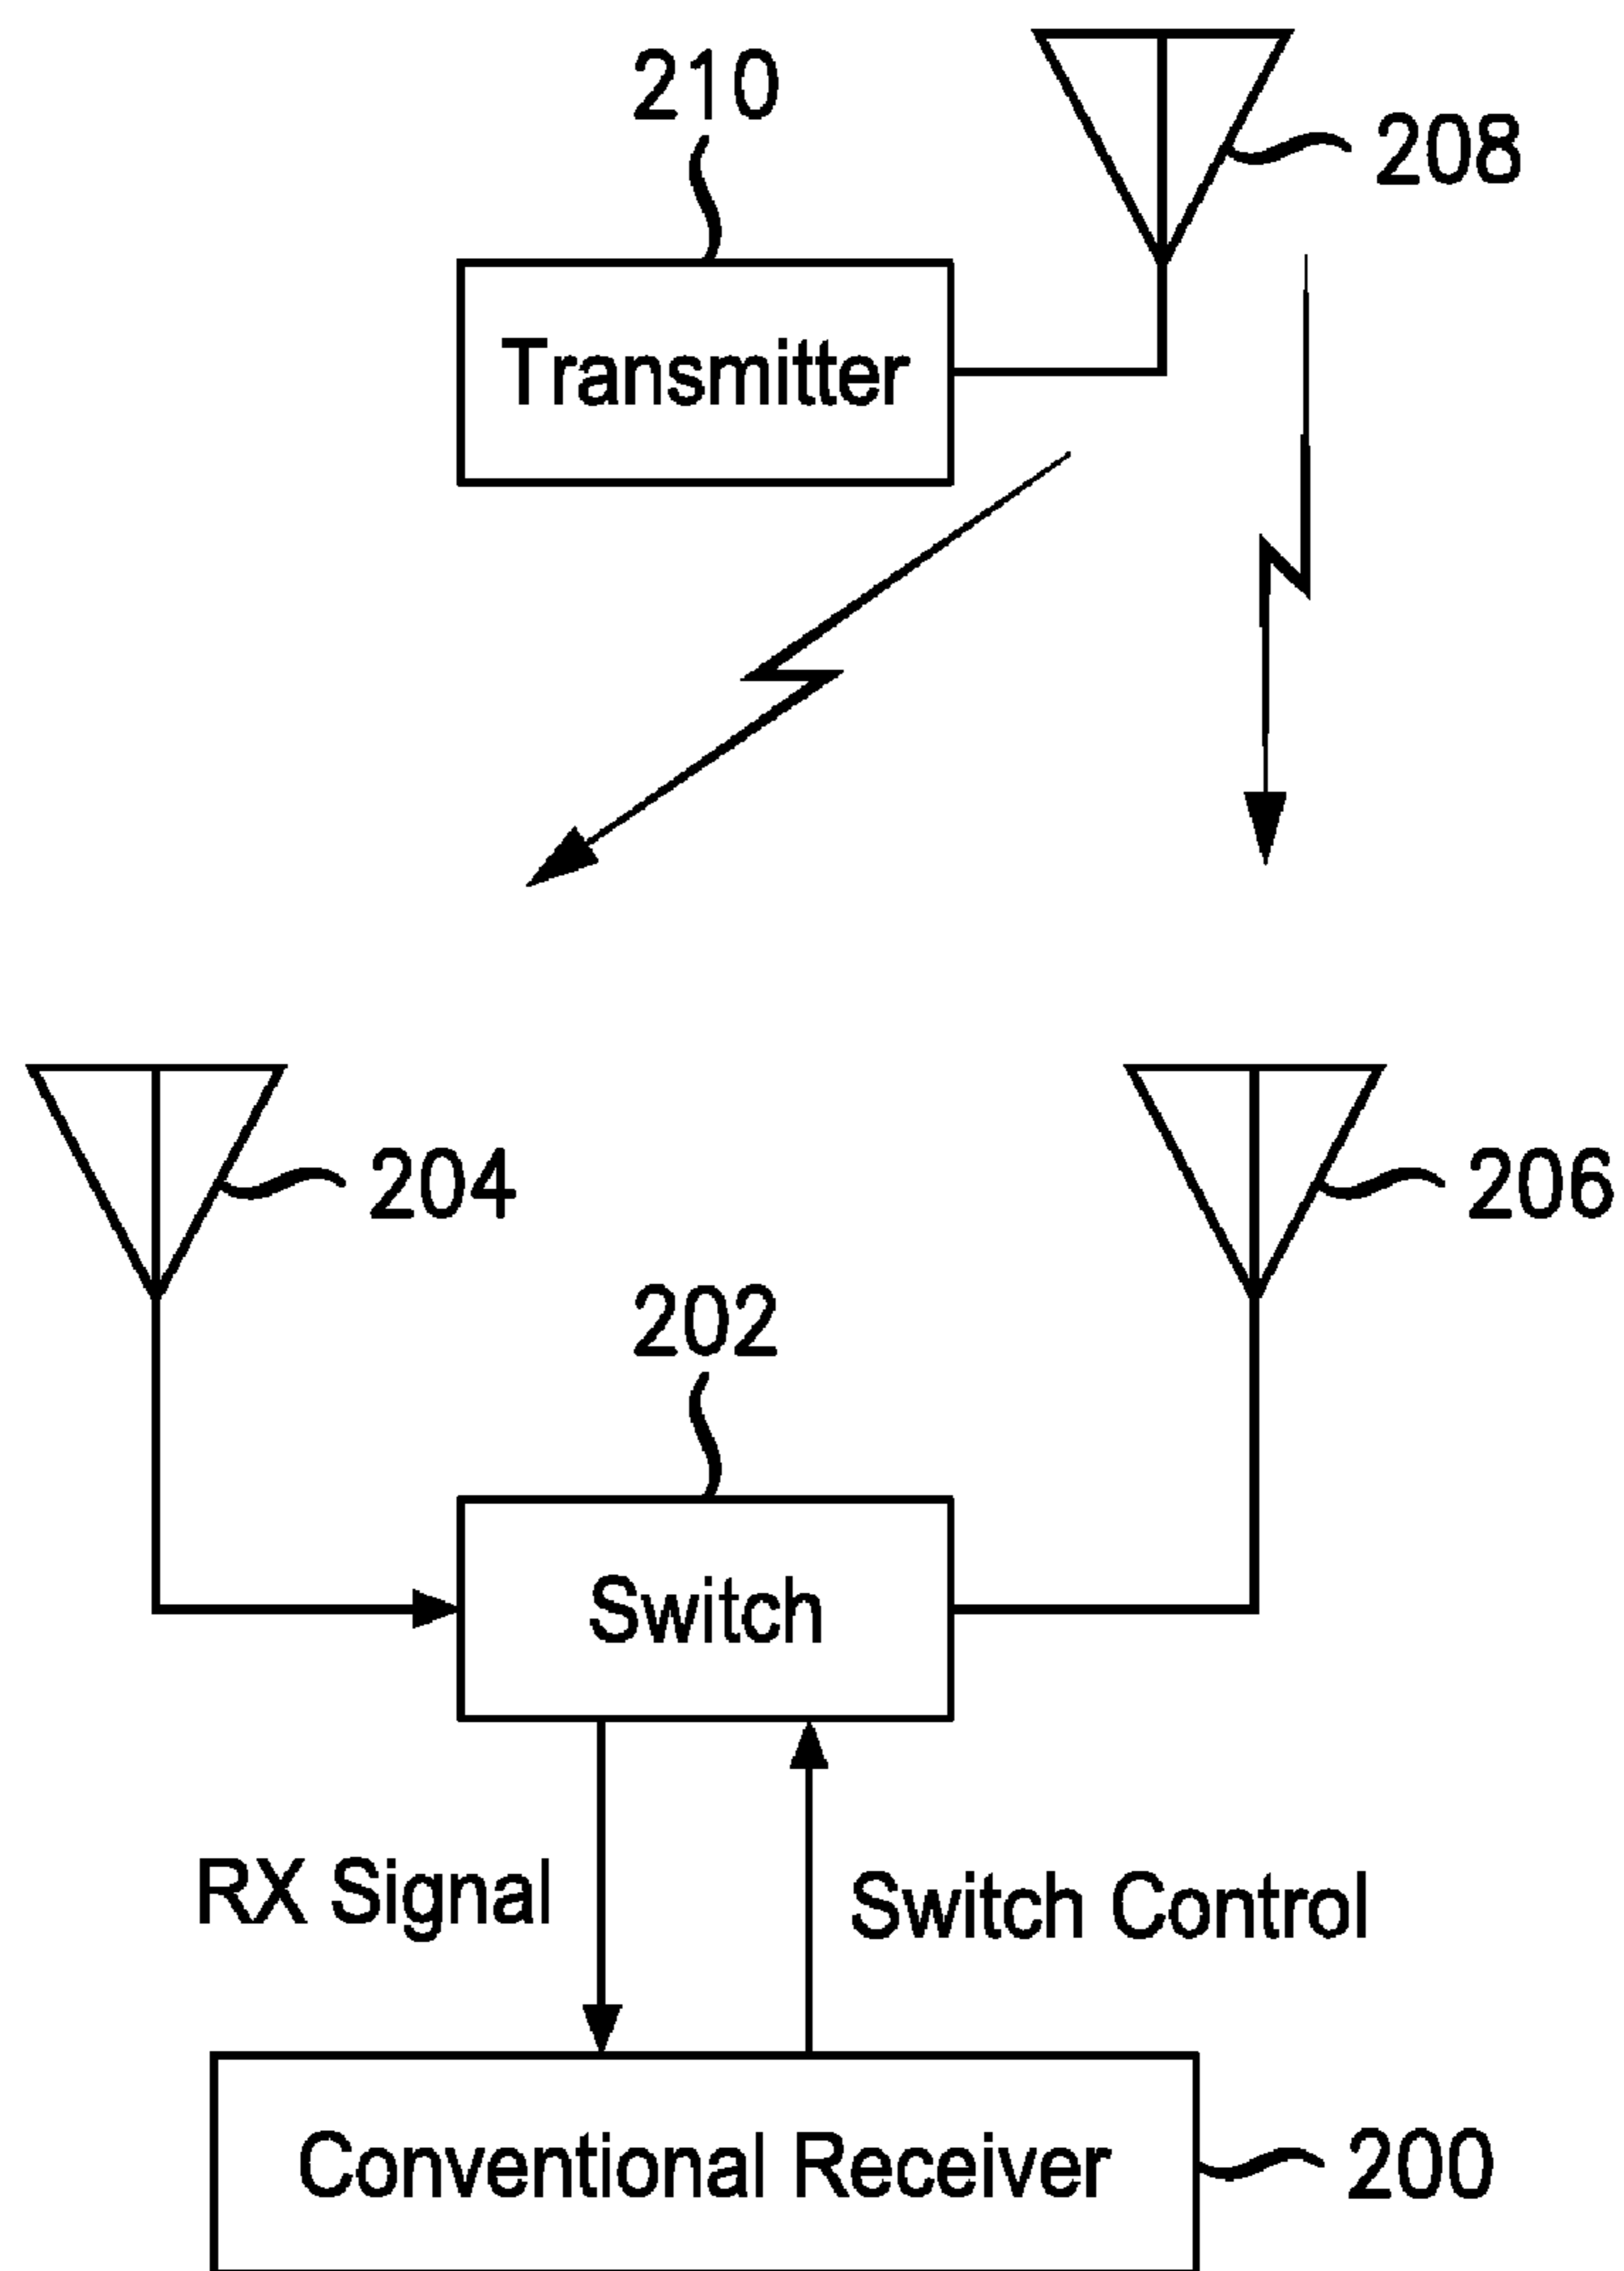 210
208
Transmitter
204
206
202
Switch
RX Signal
Switch Control
Conventional Receiver
200